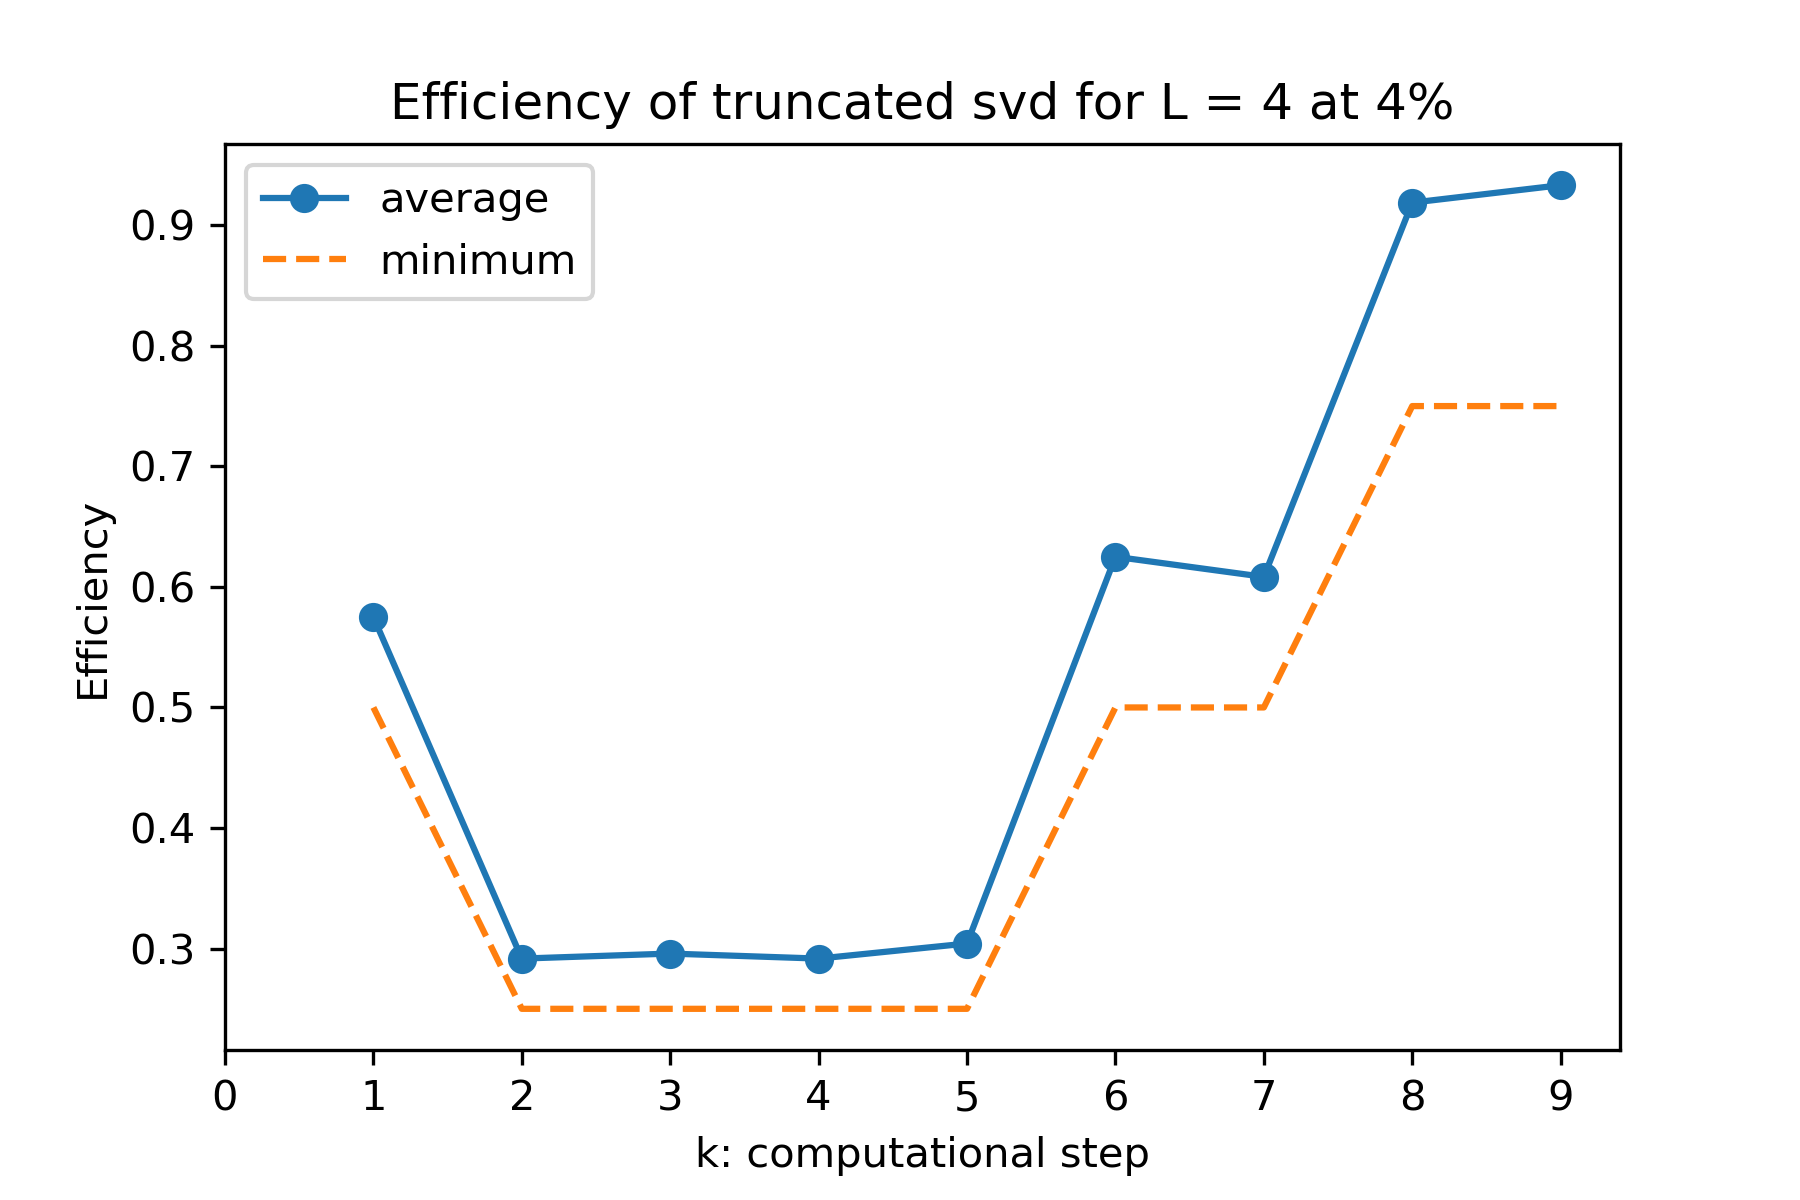 Efficiency of truncated svd for L = 4 at 4%
average
minimum
0.9
0.8
0.7
0.6
0.5
0.4
0.3
Efficiency
0 1 2 3 4 5 6 7 8 9
k: computational step